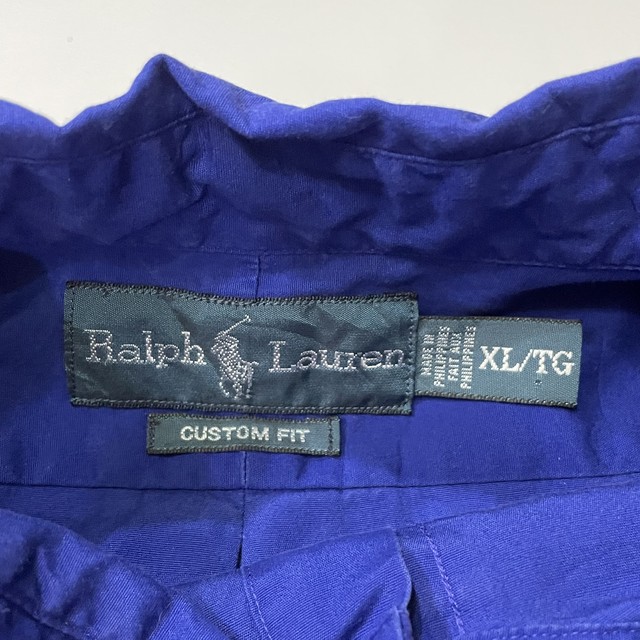 Ralph Lauren
CUSTOM FIT
MADE IN
PHILIPPINES
FAIT AUX
PHILIPPINES
XL/TG